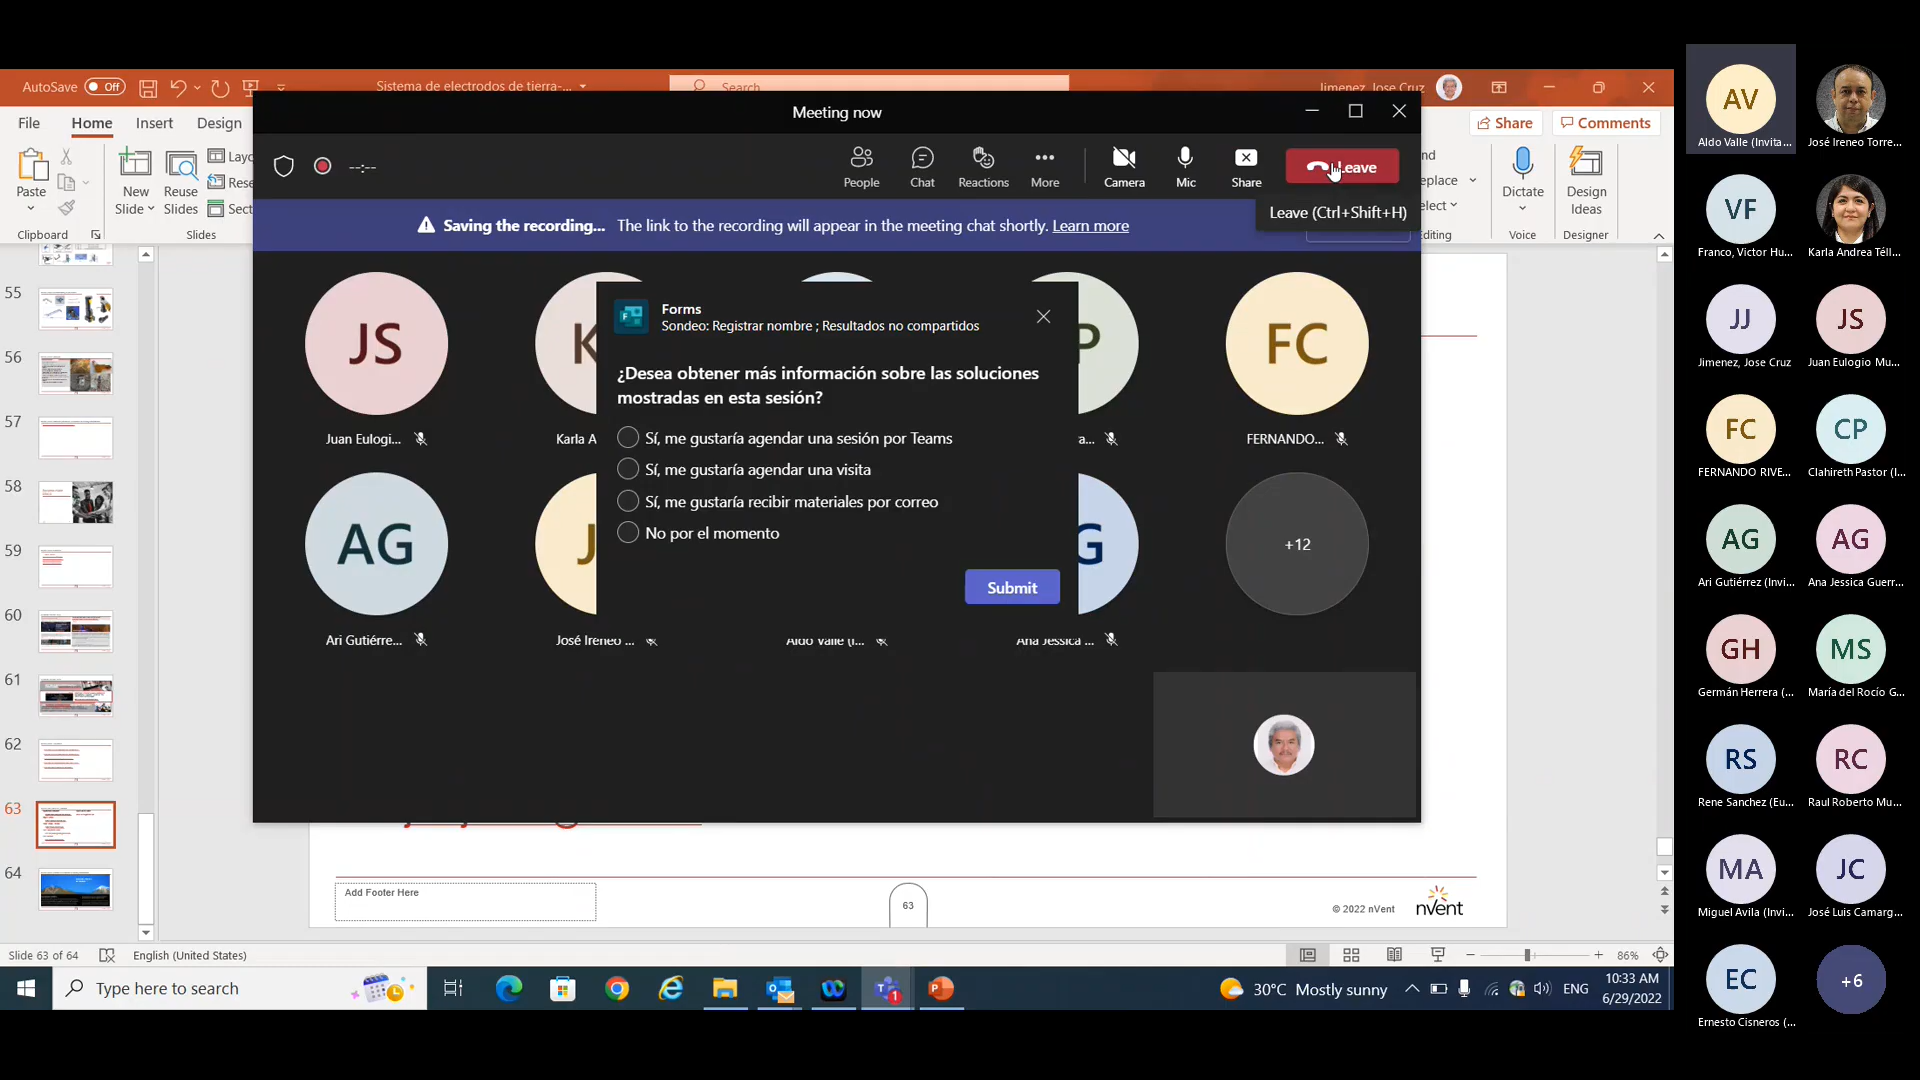 AutoSave
Off
Sistema de electrodos de tierra-...
Search
Jimenez, Jose Cruz
File
Home
Insert
Design
Share
Comments
Meeting now
Paste
New
Slide
Reuse
Slides
Clipboard
Slides
Dictate
Design
Ideas
Voice
Designer
--:--
People
Chat
Reactions
More
Camera
Mic
Share
Leave
Leave (Ctrl+Shift+H)
Saving the recording... The link to the recording will appear in the meeting chat shortly. Learn more
JS
K
P
FC
Juan Eulogi...
Karla A
a...
FERNANDO...
AG
J
G
+12
Ari Gutiérre...
José Ireneo ...
Aldo Valle (I...
Ana Jessica ...
Forms
Sondeo: Registrar nombre ; Resultados no compartidos
¿Desea obtener más información sobre las soluciones
mostradas en esta sesión?
Sí, me gustaría agendar una sesión por Teams
Sí, me gustaría agendar una visita
Sí, me gustaría recibir materiales por correo
No por el momento
Submit
55
56
57
58
59
60
61
62
63
64
Add Footer Here
63
© 2022 nVent
nVent
Slide 63 of 64
English (United States)
86%
Type here to search
1
30°C Mostly sunny
ENG
10:33 AM
6/29/2022
AV
Aldo Valle (Invita...
José Ireneo Torre...
VF
Franco, Victor Hu...
Karla Andrea Téll...
JJ
Jimenez, Jose Cruz
JS
Juan Eulogio Mu...
FC
FERNANDO RIVE...
CP
Clahireth Pastor (I...
AG
Ari Gutiérrez (Invi...
AG
Ana Jessica Guerr...
GH
Germán Herrera (...
MS
María del Rocío G...
RS
Rene Sanchez (Eu...
RC
Raul Roberto Mu...
MA
Miguel Avila (Invi...
JC
José Luis Camarg...
EC
Ernesto Cisneros (...
+6